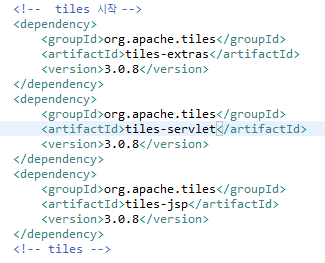 <!--  tiles 시작 -->
<dependency>
    <groupId>org.apache.tiles</groupId>
    <artifactId>tiles-extras</artifactId>
    <version>3.0.8</version>
</dependency>
<dependency>
    <groupId>org.apache.tiles</groupId>
    <artifactId>tiles-servlet</artifactId>
    <version>3.0.8</version>
</dependency>
<dependency>
    <groupId>org.apache.tiles</groupId>
    <artifactId>tiles-jsp</artifactId>
    <version>3.0.8</version>
</dependency>
<!-- tiles -->